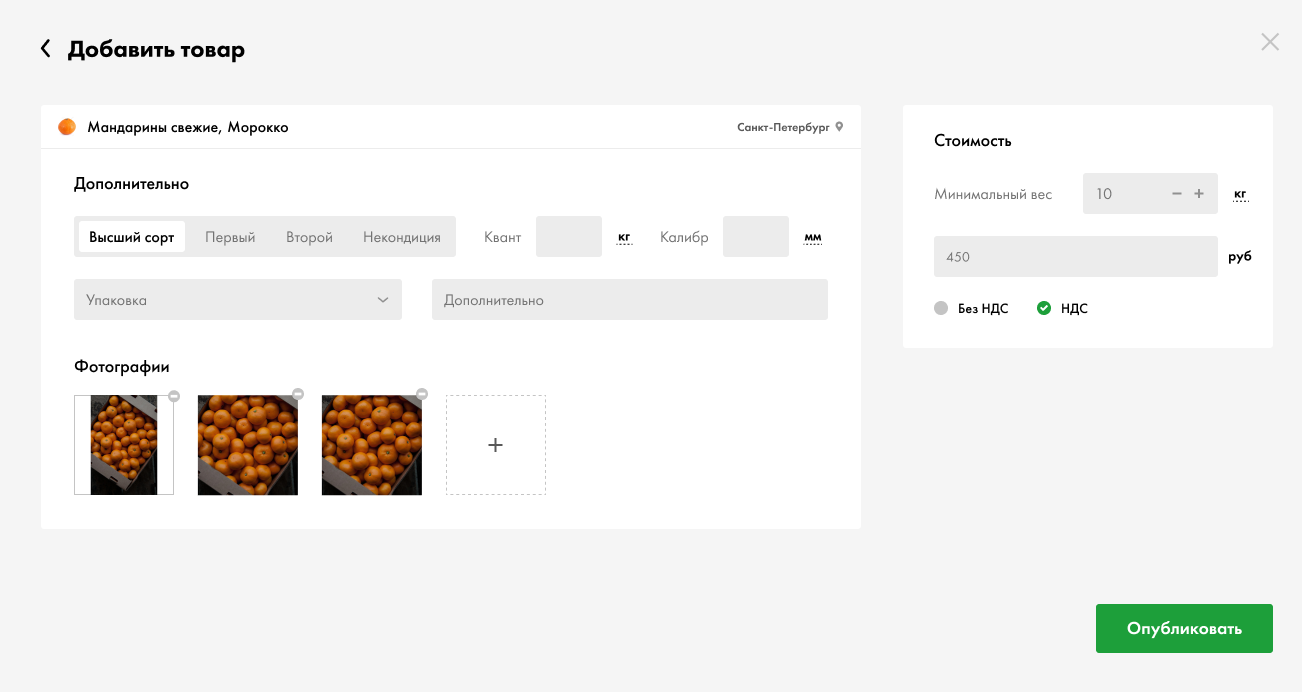 Добавить товар
Мандарины свежие, Морокко
Санкт-Петербург
Дополнительно
Высший сорт Первый Второй Некондиция Квант кг Калибр мм
Упаковка Дополнительно
Фотографии
+
Стоимость
Минимальный вес 10 − + кг
450 руб
Без НДС НДС
Опубликовать